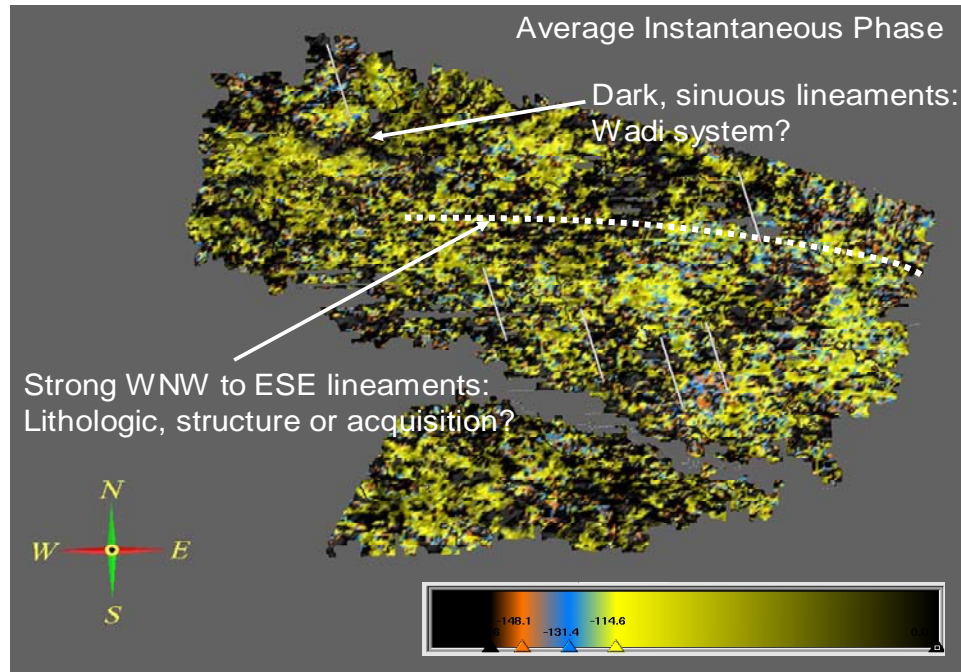 Average Instantaneous Phase
Dark, sinuous lineaments:
Wadi system?
Strong WNW to ESE lineaments:
Lithologic, structure or acquisition?
N
W E
S
-148.1
-131.4
-114.6
0.0